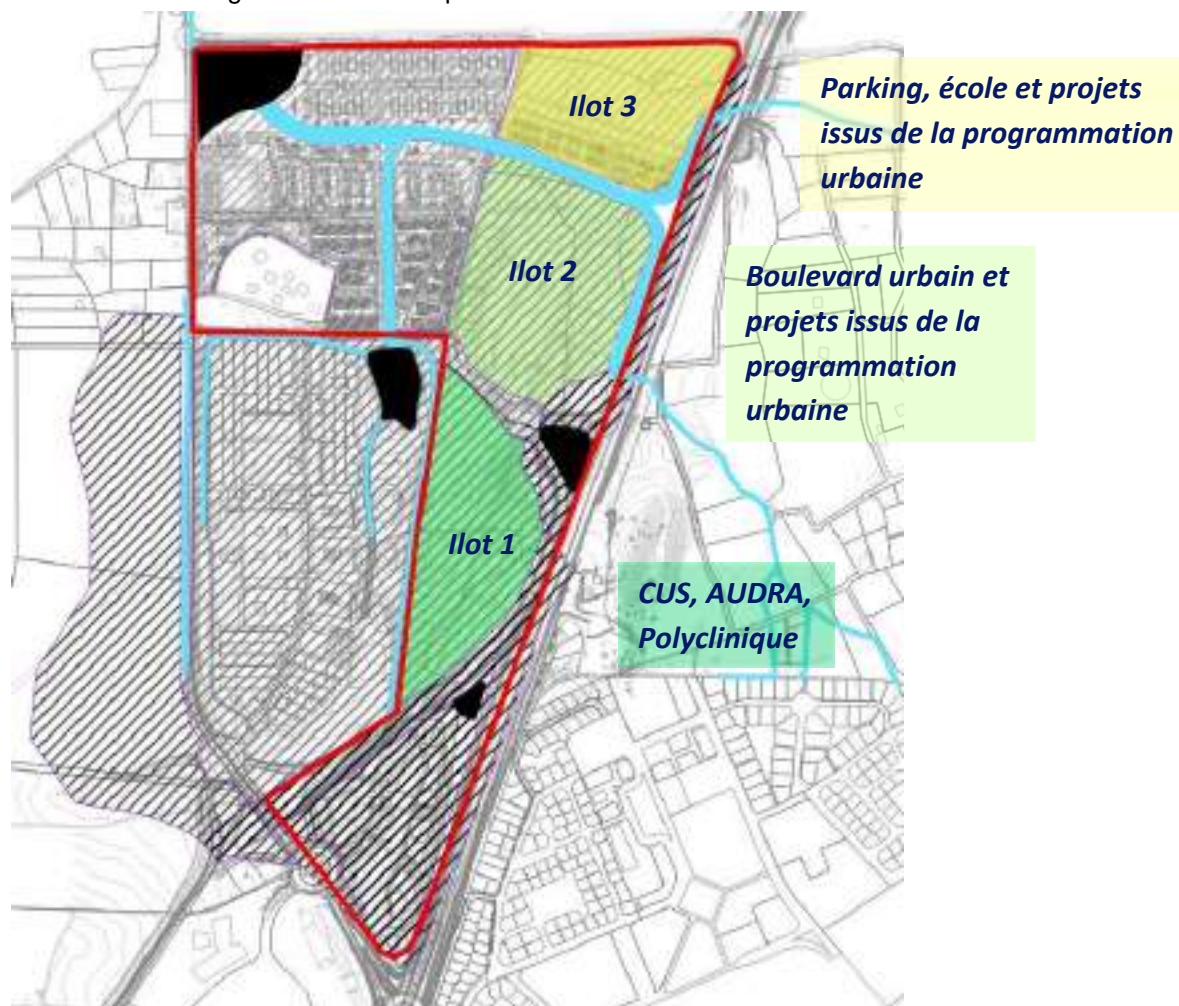 Ilot 3
Parking, école et projets
issus de la programmation
urbaine
Ilot 2
Boulevard urbain et
projets issus de la
programmation
urbaine
Ilot 1
CUS, AUDRA,
Polyclinique